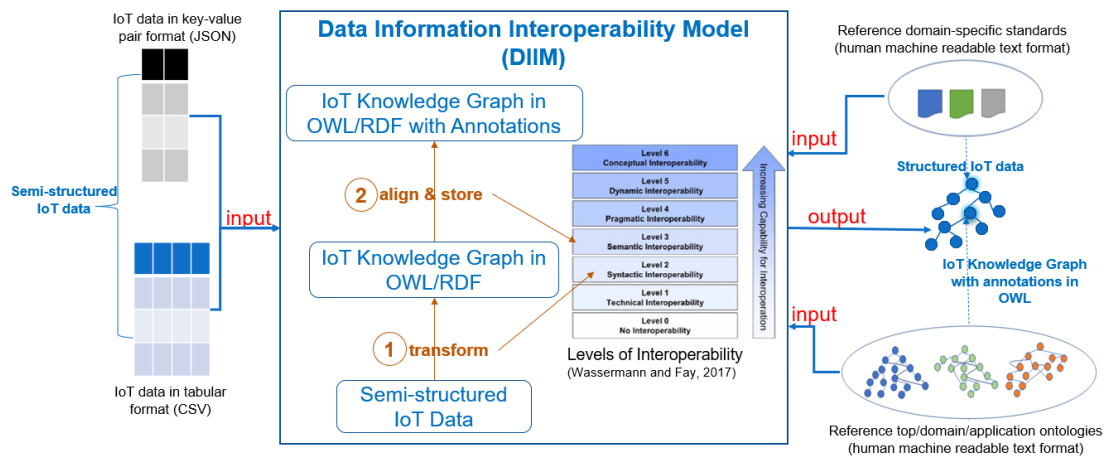 IoT data in key-value
pair format (JSON)
Semi-structured
IoT data
IoT data in tabular
format (CSV)
input
Data Information Interoperability Model
(DIIM)
IoT Knowledge Graph in
OWL/RDF with Annotations
2 align & store
IoT Knowledge Graph in
OWL/RDF
1 transform
Semi-structured
IoT Data
Level 6
Conceptual Interoperability
Level 5
Dynamic Interoperability
Level 4
Pragmatic Interoperability
Level 3
Semantic Interoperability
Level 2
Syntactic Interoperability
Level 1
Technical Interoperability
Level 0
No Interoperability
Increasing Capability for Interoperation
Levels of Interoperability
(Wassermann and Fay, 2017)
Reference domain-specific standards
(human machine readable text format)
input
Structured IoT data
output
IoT Knowledge Graph
with annotations in
OWL
input
Reference top/domain/application ontologies
(human machine readable text format)